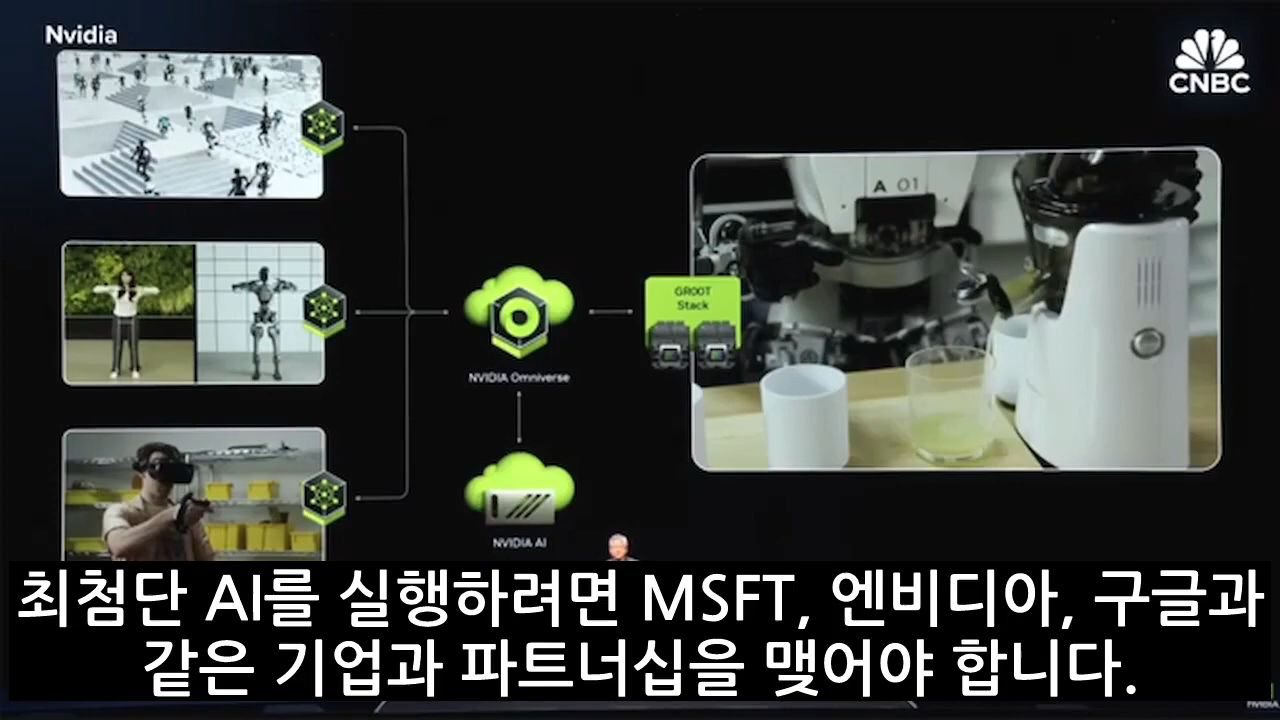 Nvidia
CNBC
A 01
GR00T
Stack
NVIDIA Omniverse
NVIDIA AI
최첨단 AI를 실행하려면 MSFT, 엔비디아, 구글과
같은 기업과 파트너십을 맺어야 합니다.
NVIDIA